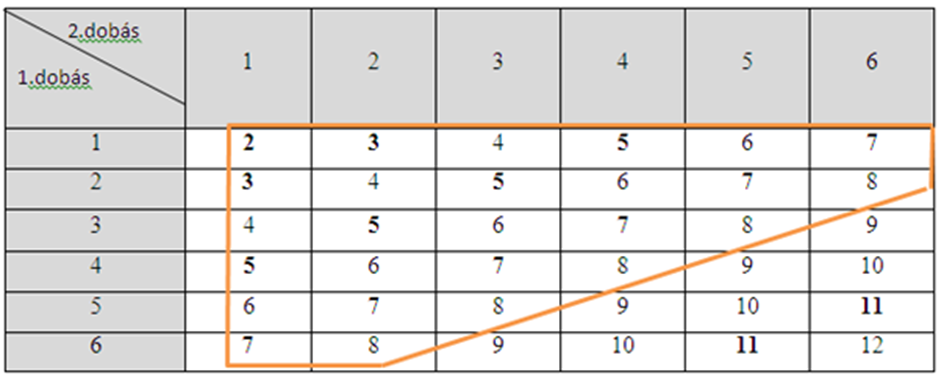 2.dobás
1.dobás
1 2 3 4 5 6
1 2 3 4 5 6 7
2 3 4 5 6 7 8
3 4 5 6 7 8 9
4 5 6 7 8 9 10
5 6 7 8 9 10 11
6 7 8 9 10 11 12